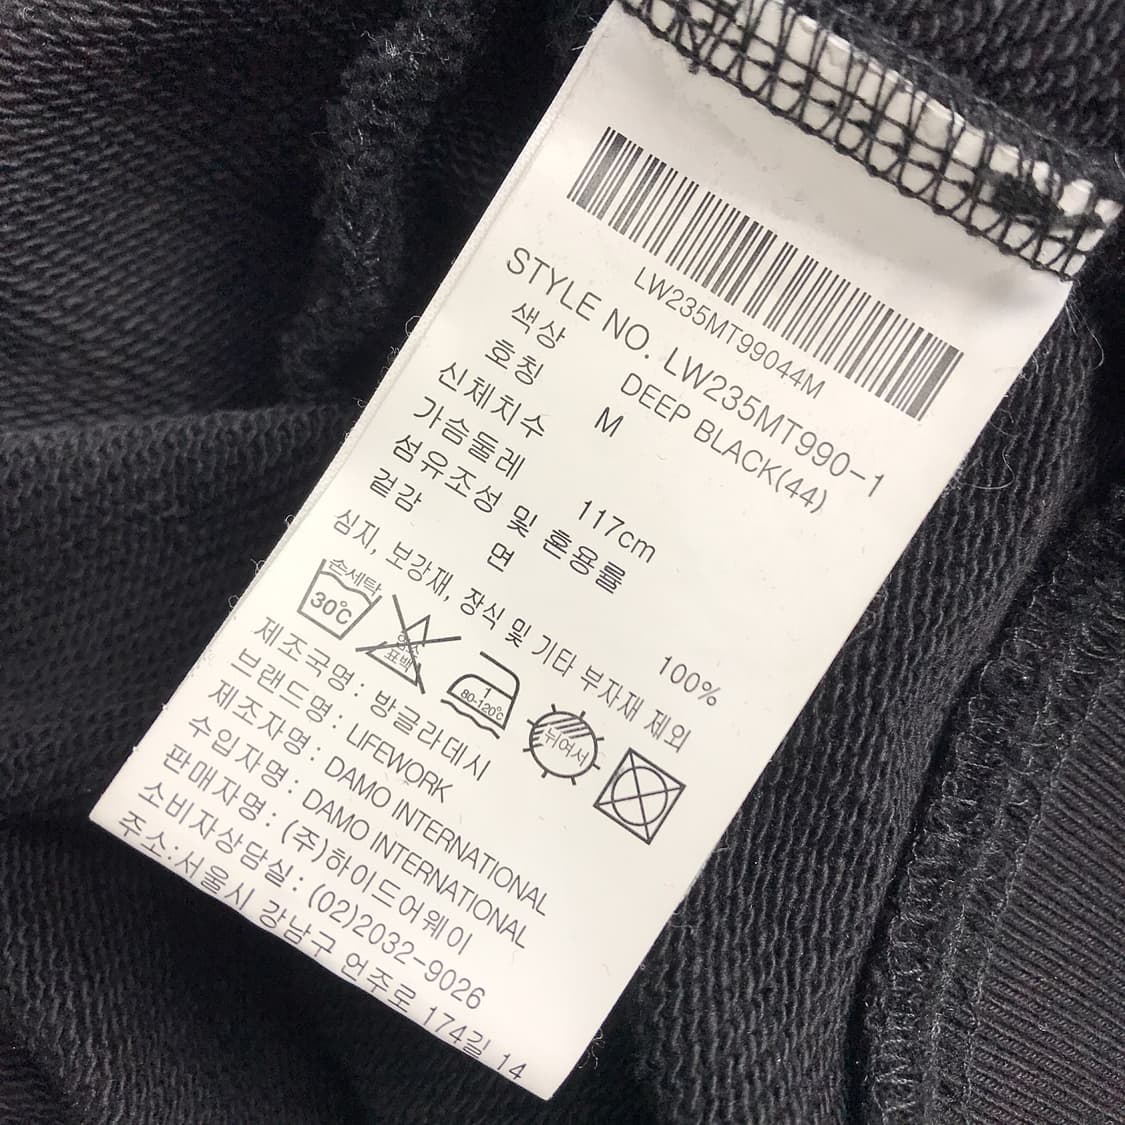 LW235MT99044M
STYLE NO. LW235MT990-1
색상 DEEP BLACK(44)
호칭 M
신체치수
가슴둘레 117cm
섬유조성 및 혼용률
겉감 면 100%
심지, 보강재, 장식 및 기타 부자재 제외
손세탁
30℃
염소
표백
1
80-120℃
뉘여서
제조국명 : 방글라데시
브랜드명 : LIFEWORK
제조자명 : DAMO INTERNATIONAL
수입자명 : DAMO INTERNATIONAL
판매자명 : (주)하이드어웨이
소비자상담실 : (02)2032-9026
주소:서울시 강남구 언주로 174길 14